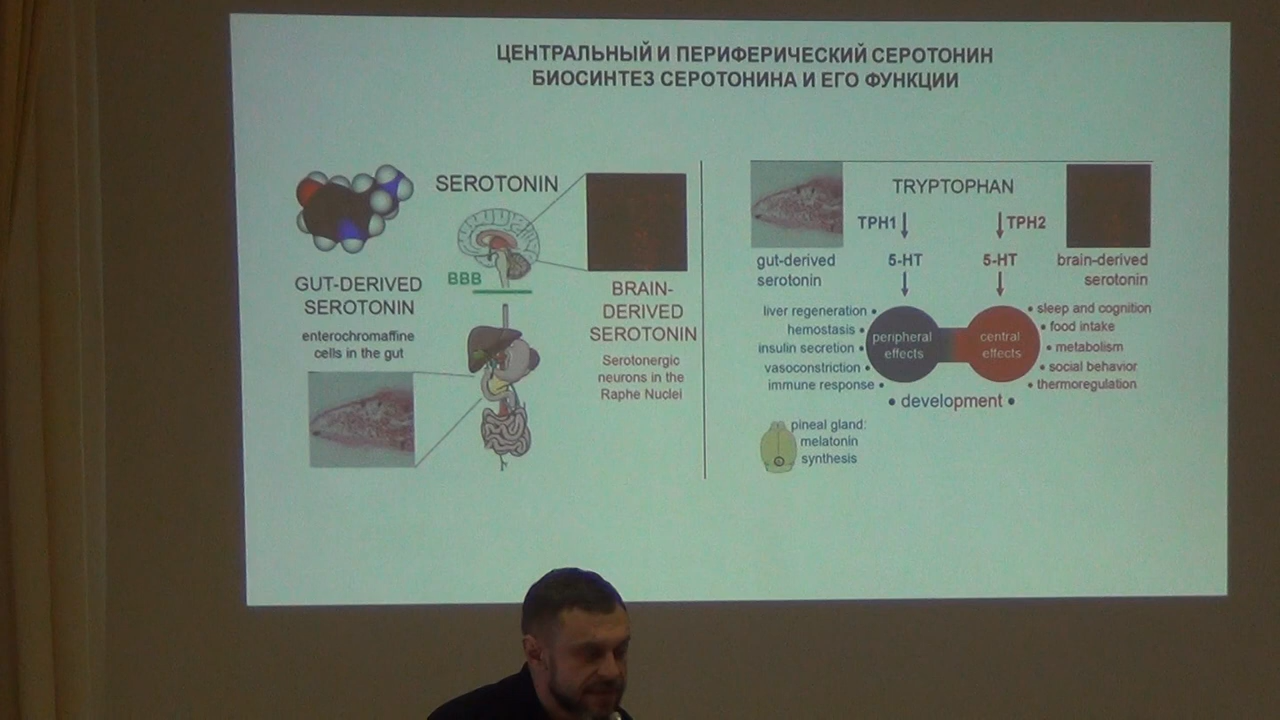 ЦЕНТРАЛЬНЫЙ И ПЕРИФЕРИЧЕСКИЙ СЕРОТОНИН
БИОСИНТЕЗ СЕРОТОНИНА И ЕГО ФУНКЦИИ
SEROTONIN
BBB
GUT-DERIVED
SEROTONIN
enterochromaffine
cells in the gut
BRAIN-
DERIVED
SEROTONIN
Serotonergic
neurons in the
Raphe Nuclei
TRYPTOPHAN
TPH1
TPH2
gut-derived
serotonin
5-HT
5-HT
brain-derived
serotonin
liver regeneration •
hemostasis •
insulin secretion •
vasoconstriction •
immune response •
peripheral
effects
central
effects
• sleep and cognition
• food intake
• metabolism
• social behavior
• thermoregulation
• development •
pineal gland:
melatonin
synthesis